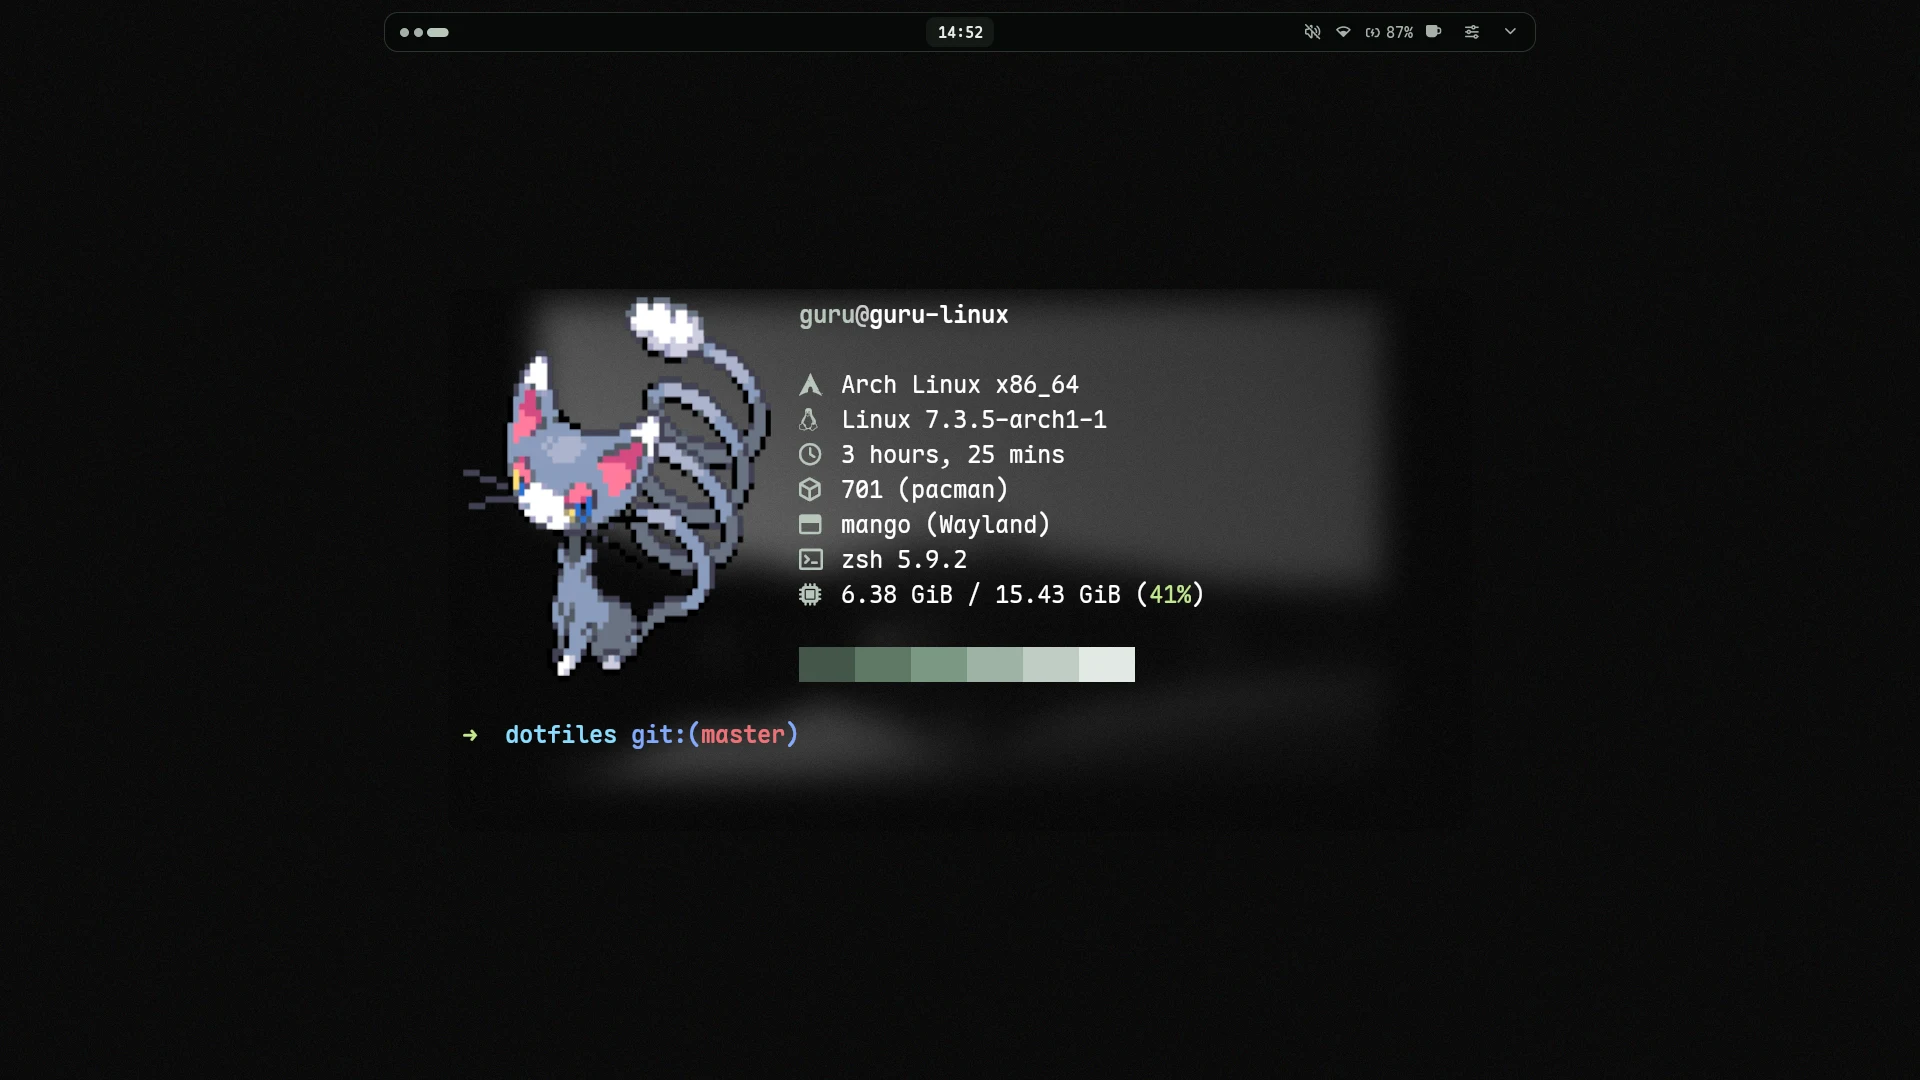 14:52
87%
guru@guru-linux
Arch Linux x86_64
Linux 7.3.5-arch1-1
3 hours, 25 mins
701 (pacman)
mango (Wayland)
zsh 5.9.2
6.38 GiB / 15.43 GiB (41%)
➜ dotfiles git:(master)